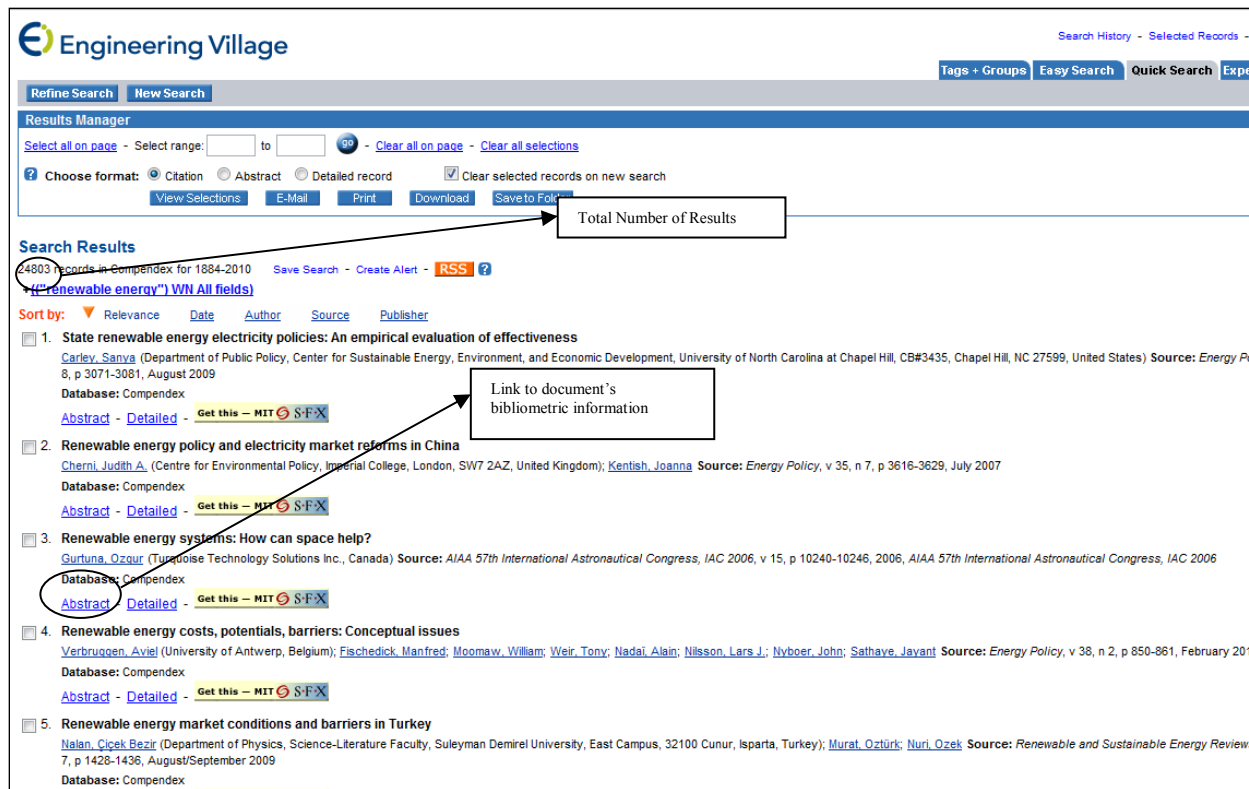 Engineering Village
Search History - Selected Records -
Tags + Groups Easy Search Quick Search Expe
Refine Search New Search
Results Manager
Select all on page - Select range: to go - Clear all on page - Clear all selections
? Choose format: Citation Abstract Detailed record Clear selected records on new search
View Selections E-Mail Print Download Save to Folder
Total Number of Results
Search Results
24803 records in Compendex for 1884-2010 Save Search - Create Alert - RSS ?
+(("renewable energy") WN All fields)
Sort by: Relevance Date Author Source Publisher
1. State renewable energy electricity policies: An empirical evaluation of effectiveness
Carley, Sanya (Department of Public Policy, Center for Sustainable Energy, Environment, and Economic Development, University of North Carolina at Chapel Hill, CB#3435, Chapel Hill, NC 27599, United States) Source: Energy Po
8, p 3071-3081, August 2009
Database: Compendex
Link to document's
bibliometric information
Abstract - Detailed - Get this – MIT S·F·X
2. Renewable energy policy and electricity market reforms in China
Cherni, Judith A. (Centre for Environmental Policy, Imperial College, London, SW7 2AZ, United Kingdom); Kentish, Joanna Source: Energy Policy, v 35, n 7, p 3616-3629, July 2007
Database: Compendex
Abstract - Detailed - Get this – MIT S·F·X
3. Renewable energy systems: How can space help?
Gurtuna, Ozgur (Turquoise Technology Solutions Inc., Canada) Source: AIAA 57th International Astronautical Congress, IAC 2006, v 15, p 10240-10246, 2006, AIAA 57th International Astronautical Congress, IAC 2006
Database: Compendex
Abstract - Detailed - Get this – MIT S·F·X
4. Renewable energy costs, potentials, barriers: Conceptual issues
Verbruggen, Aviel (University of Antwerp, Belgium); Fischedick, Manfred; Moomaw, William; Weir, Tony; Nadaï, Alain; Nilsson, Lars J.; Nyboer, John; Sathaye, Jayant Source: Energy Policy, v 38, n 2, p 850-861, February 201
Database: Compendex
Abstract - Detailed - Get this – MIT S·F·X
5. Renewable energy market conditions and barriers in Turkey
Nalan, Çiçek Bezir (Department of Physics, Science-Literature Faculty, Suleyman Demirel University, East Campus, 32100 Cunur, Isparta, Turkey); Murat, Oztürk; Nuri, Ozek Source: Renewable and Sustainable Energy Review
7, p 1428-1436, August/September 2009
Database: Compendex